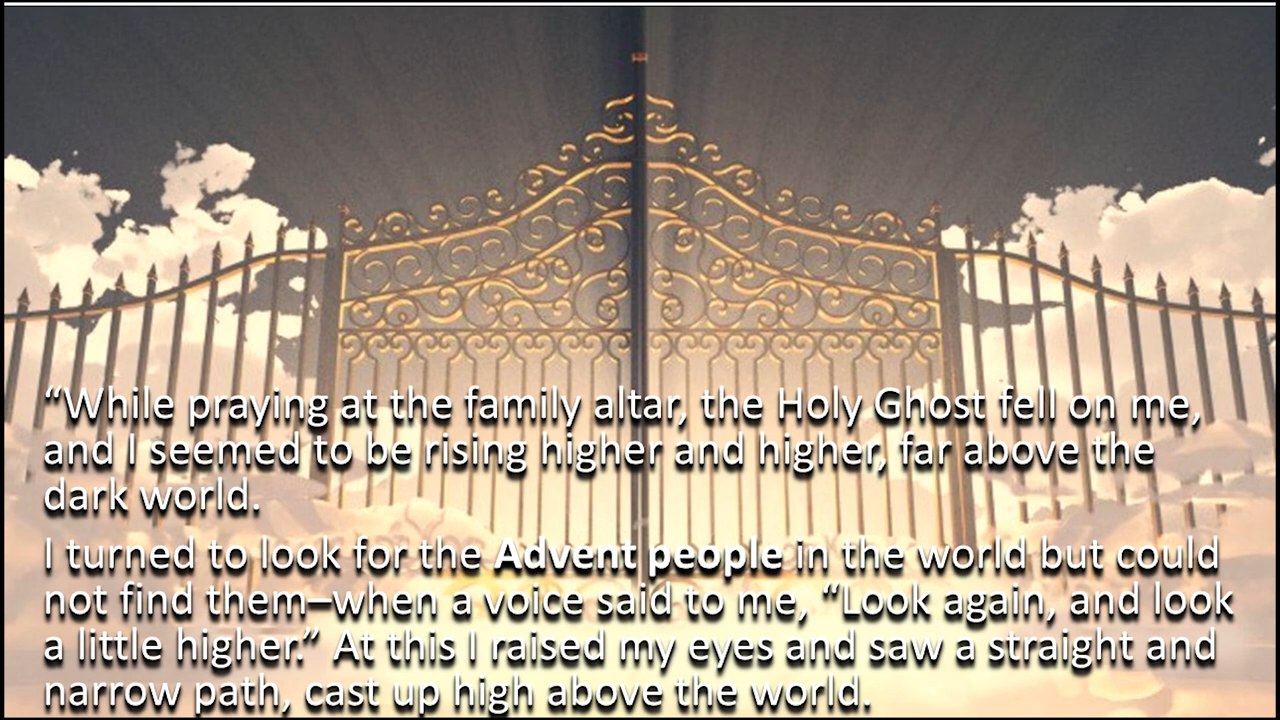 “While praying at the family altar, the Holy Ghost fell on me,
and I seemed to be rising higher and higher, far above the
dark world.
I turned to look for the Advent people in the world but could
not find them–when a voice said to me, “Look again, and look
a little higher.” At this I raised my eyes and saw a straight and
narrow path, cast up high above the world.